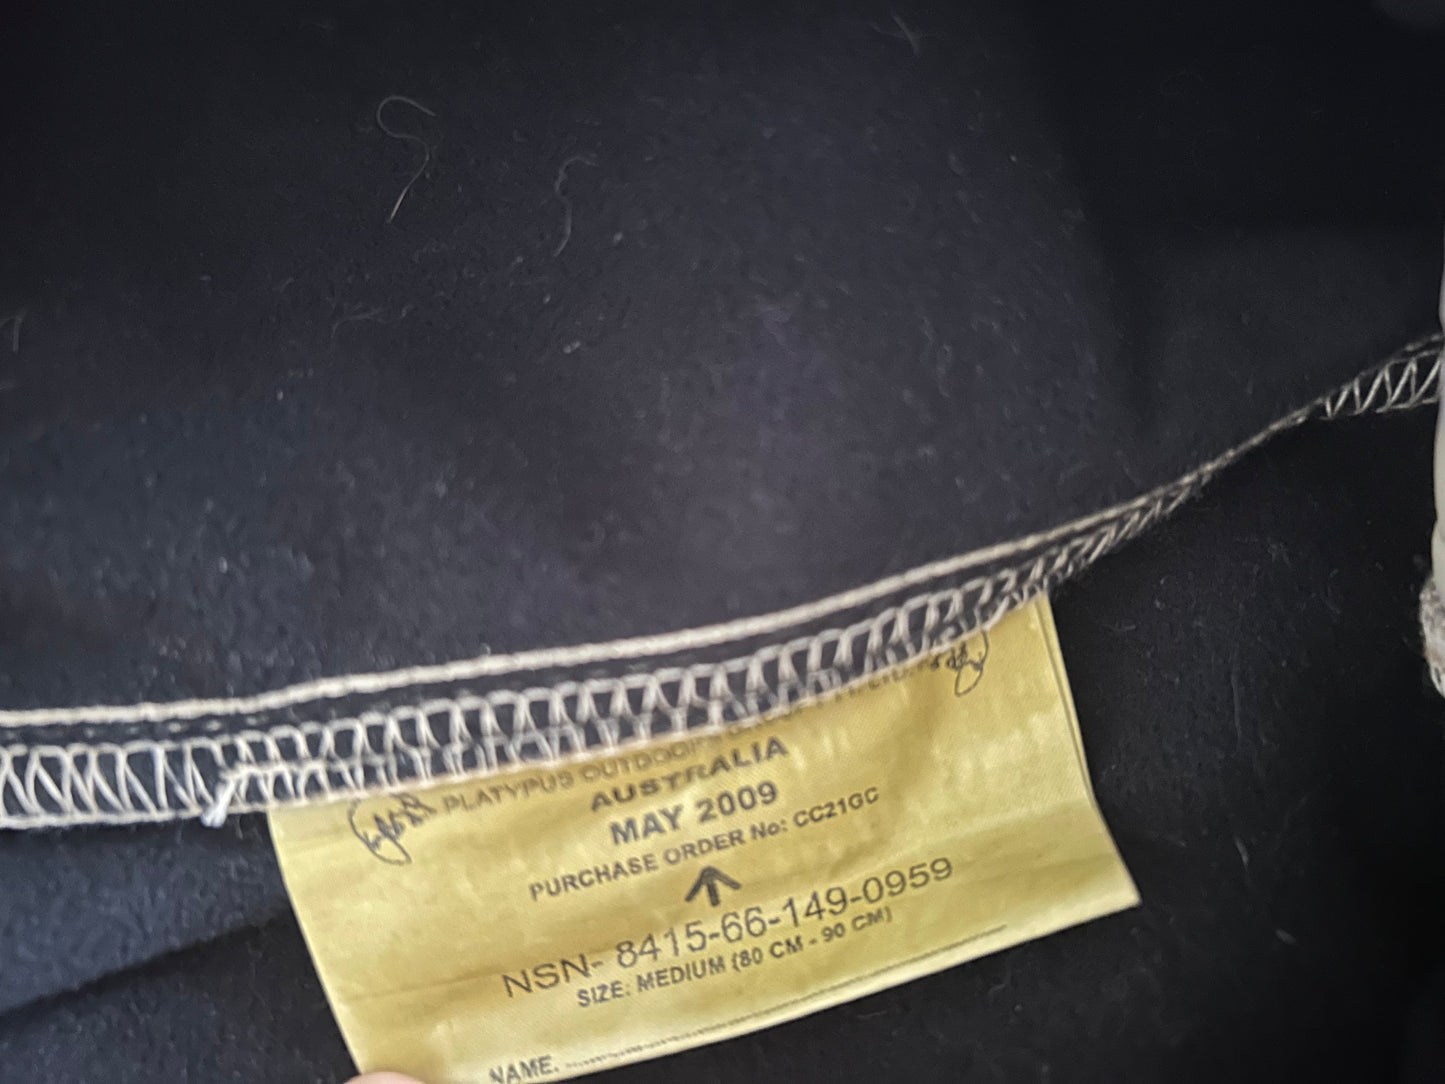 PLATYPUS OUTDOOR
AUSTRALIA
MAY 2009
PURCHASE ORDER No: CC21GC
NSN- 8415-66-149-0959
SIZE: MEDIUM (80 CM - 90 CM)
NAME.